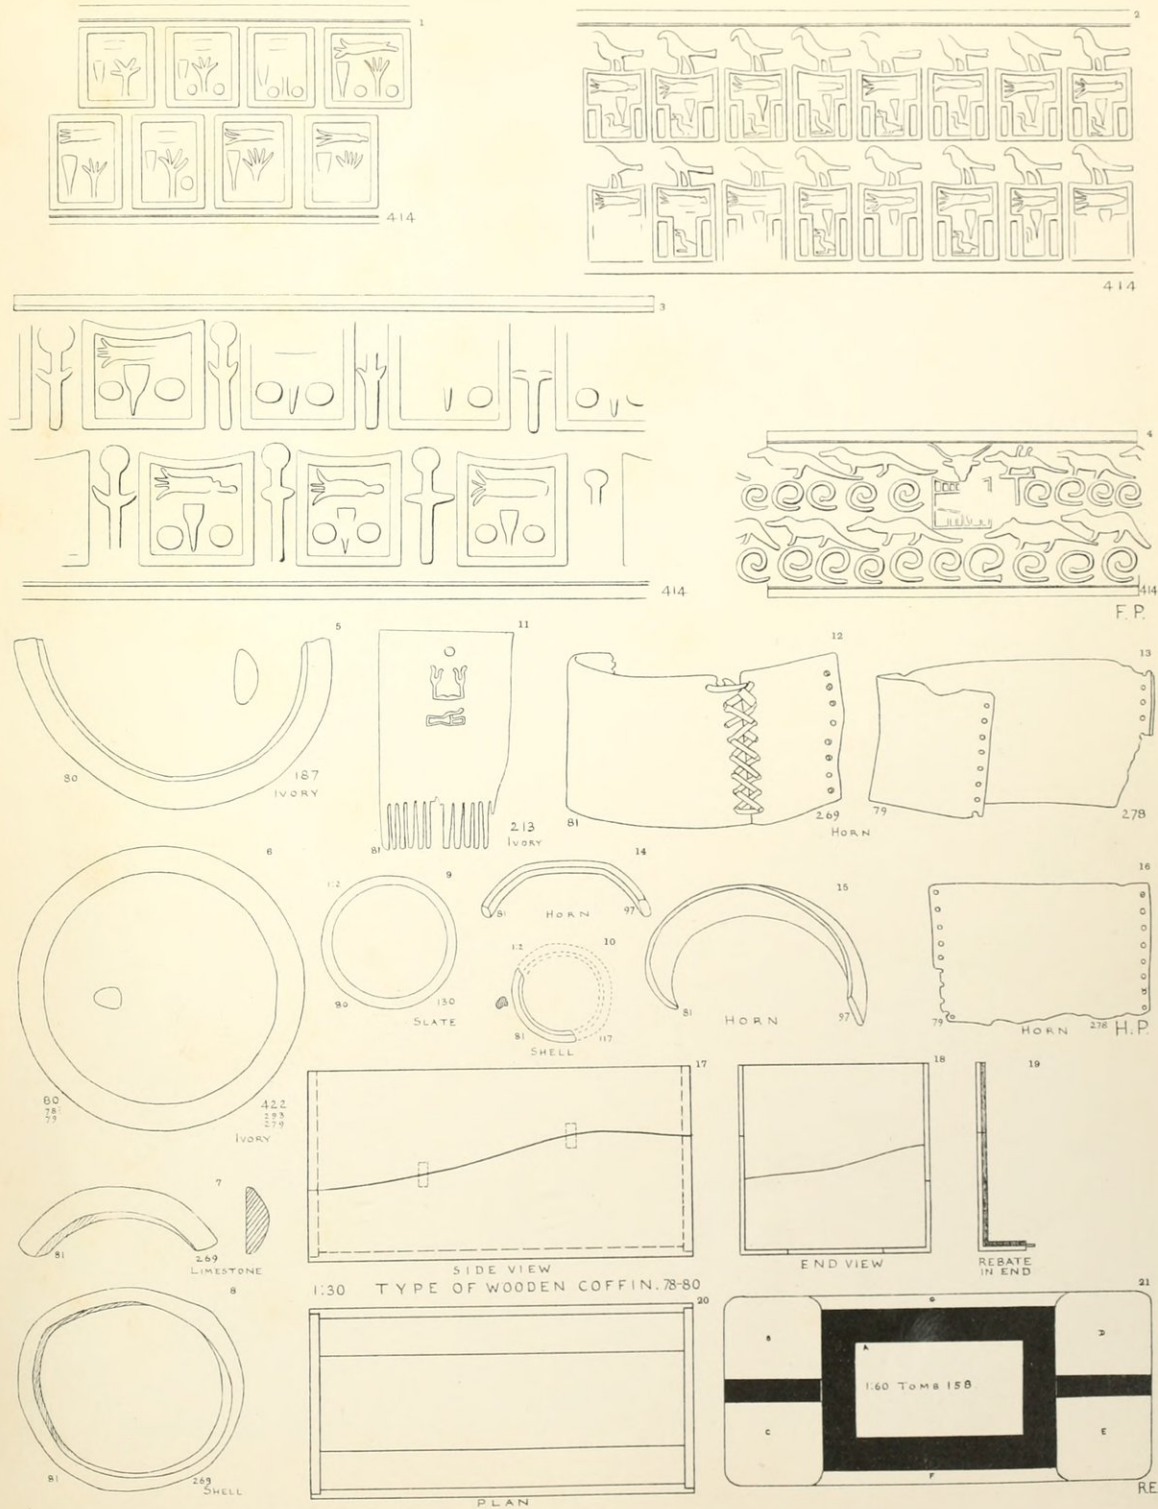 1
414
2
414
3
414
4
414
F. P.
5
80
187
IVORY
11
81
213
IVORY
12
81
269
HORN
13
79
278
6
80
78
79
422
293
279
IVORY
9
1:2
80
130
SLATE
14
81
HORN
97
10
1:2
81
117
SHELL
15
81
HORN
97
16
79
HORN
278
H.P.
7
81
269
LIMESTONE
17
SIDE VIEW
18
END VIEW
19
REBATE
IN END
1:30 TYPE OF WOODEN COFFIN. 78-80
8
81
269
SHELL
20
PLAN
21
G
B
D
A
1:60 TOMB 158
C
E
F
RE